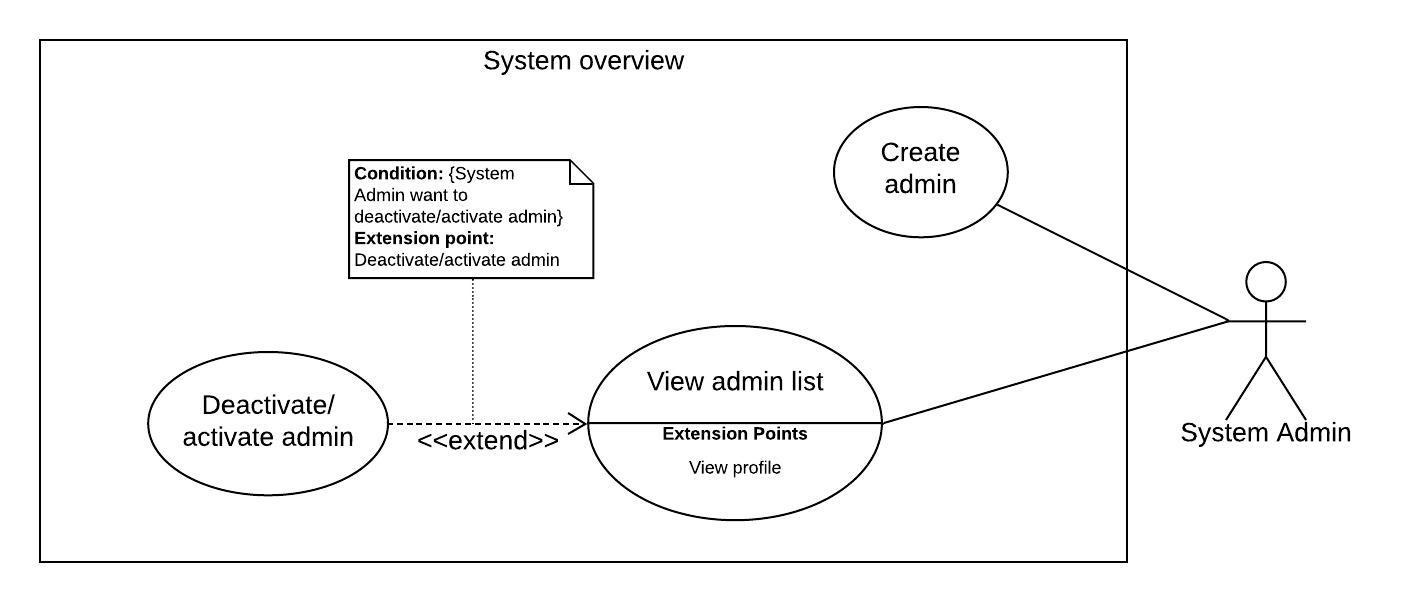 System overview
Create
admin
Condition: {System
Admin want to
deactivate/activate admin}
Extension point:
Deactivate/activate admin
View admin list
Deactivate/
activate admin
<<extend>>
Extension Points
View profile
System Admin